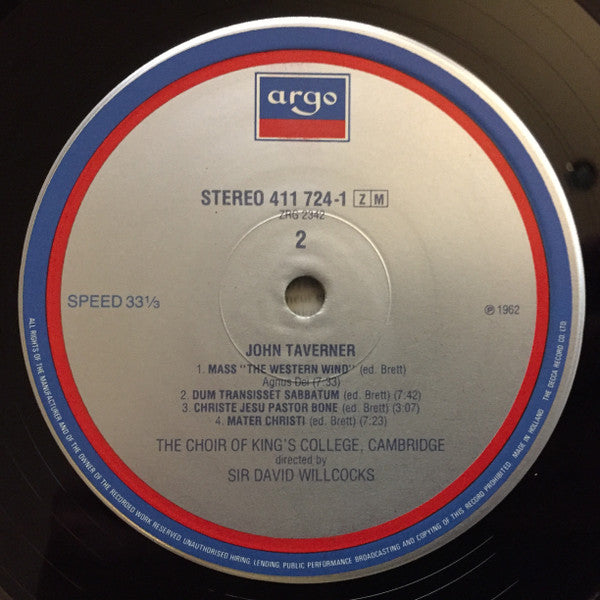 argo
STEREO 411 724-1 Z M
ZRG 2342
2
SPEED 33⅓
℗ 1962
JOHN TAVERNER
1. MASS "THE WESTERN WIND" (ed. Brett)
Agnus Dei (7:33)
2. DUM TRANSISSET SABBATUM (ed. Brett) (7:42)
3. CHRISTE JESU PASTOR BONE (ed. Brett) (3:07)
4. MATER CHRISTI (ed. Brett) (7:23)
THE CHOIR OF KING'S COLLEGE, CAMBRIDGE
directed by
SIR DAVID WILLCOCKS
ALL RIGHTS OF THE MANUFACTURER AND OF THE OWNER OF THE RECORDED WORK RESERVED. UNAUTHORISED HIRING, LENDING, PUBLIC PERFORMANCE, BROADCASTING AND COPYING OF THIS RECORD PROHIBITED. MADE IN HOLLAND THE DECCA RECORD CO. LTD.